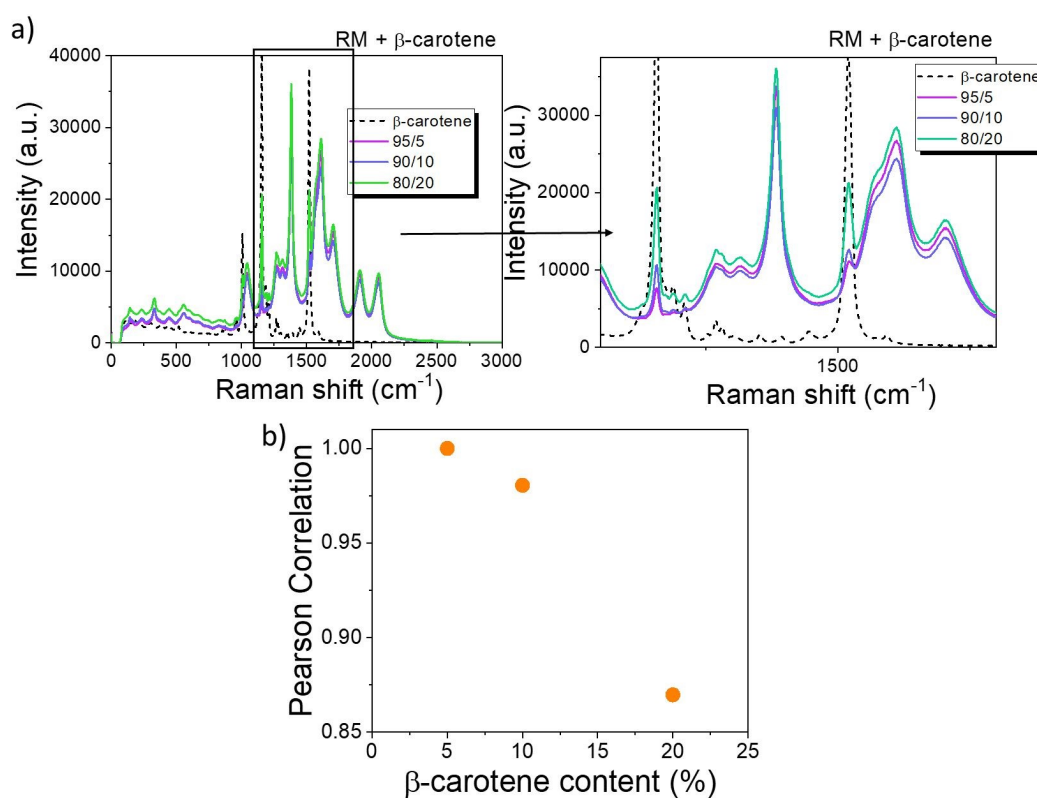 a)
RM + β-carotene
40000
30000
20000
10000
0
Intensity (a.u.)
β-carotene
95/5
90/10
80/20
0 500 1000 1500 2000 2500 3000
Raman shift (cm-1)
RM + β-carotene
30000
20000
10000
0
Intensity (a.u.)
β-carotene
95/5
90/10
80/20
1500
Raman shift (cm-1)
b)
1.00
0.95
0.90
0.85
Pearson Correlation
0 5 10 15 20 25
β-carotene content (%)